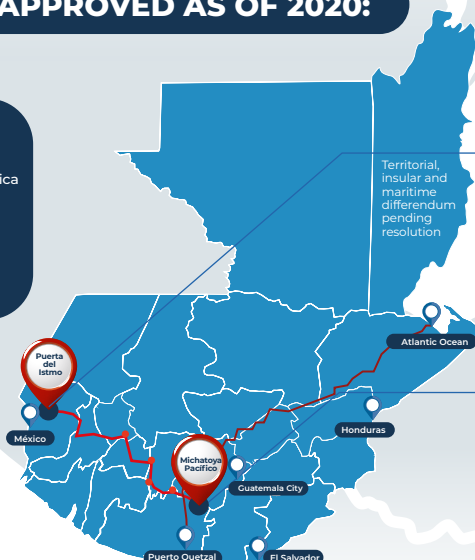 APPROVED AS OF 2020:
ica
Territorial,
insular and
maritime
differendum
pending
resolution
Atlantic Ocean
Puerta
del
Istmo
México
Honduras
Michatoya
Pacífico
Guatemala City
Puerto Quetzal
El Salvador